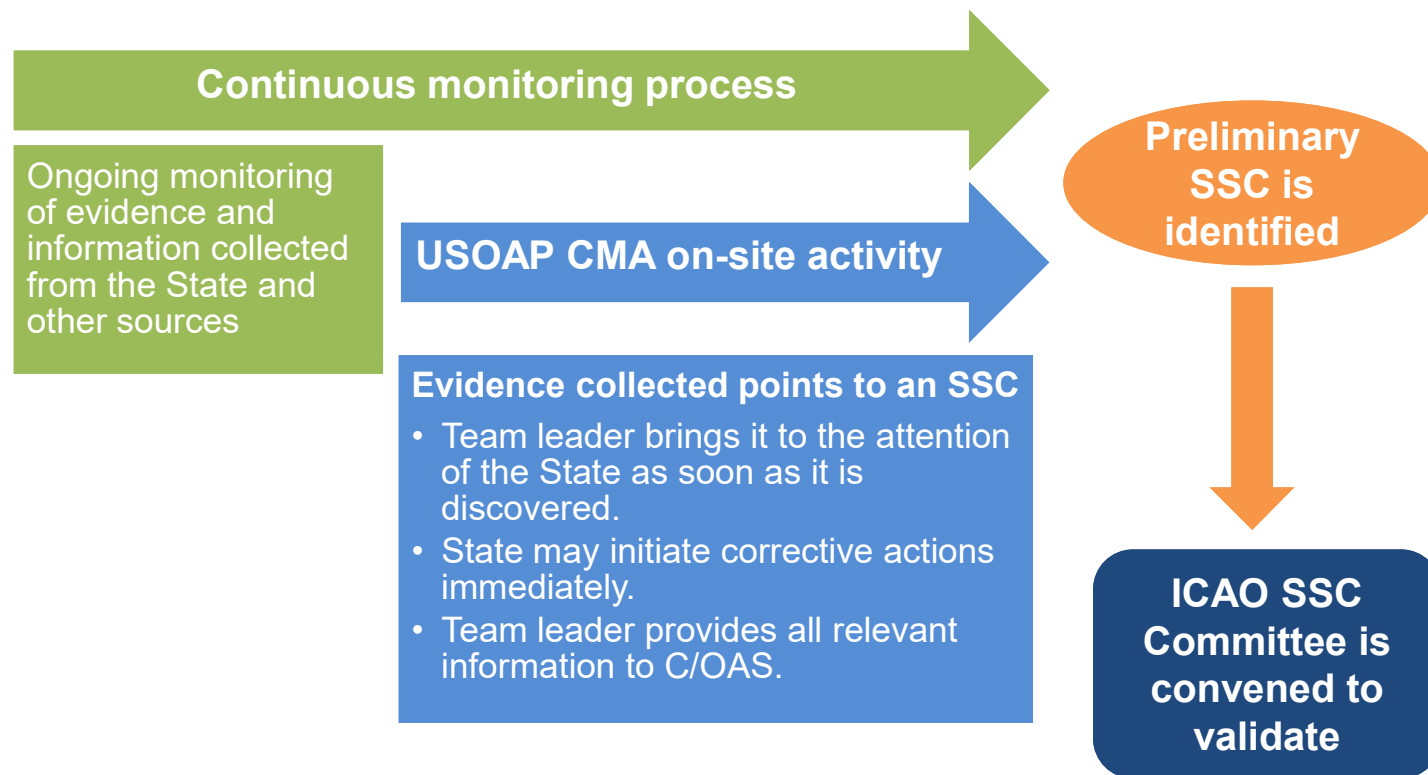 Continuous monitoring process
Ongoing monitoring
of evidence and
information collected
from the State and
other sources
USOAP CMA on-site activity
Evidence collected points to an SSC
• Team leader brings it to the attention
of the State as soon as it is
discovered.
• State may initiate corrective actions
immediately.
• Team leader provides all relevant
information to C/OAS.
Preliminary
SSC is
identified
ICAO SSC
Committee is
convened to
validate